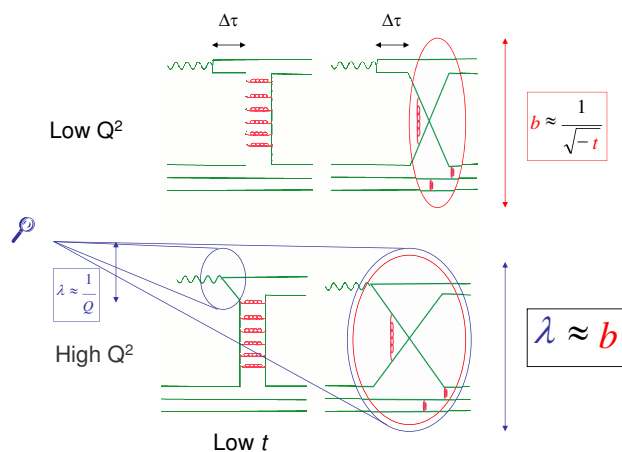 Δτ Δτ
Low Q²
b ≈ 1/√-t
λ ≈ 1/Q
λ ≈ b
High Q²
Low t